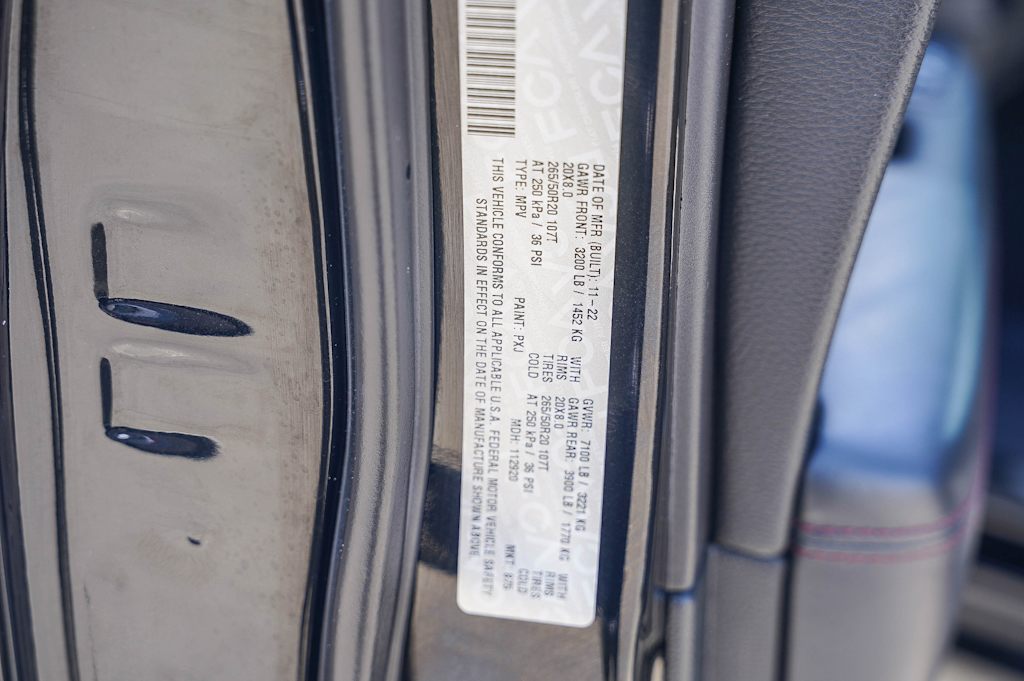 DATE OF MFR (BUILT): 11-22 GVWR: 7100 LB / 3221 KG
GAWR FRONT: 3200 LB / 1452 KG WITH GAWR REAR: 3900 LB / 1770 KG WITH
20X8.0 RIMS 20X8.0 RIMS
265/50R20 107T TIRES 265/50R20 107T TIRES
AT 250 kPa / 36 PSI COLD AT 250 kPa / 36 PSI COLD
TYPE: MPV PAINT: PXJ MDH: 112920 MKT:
THIS VEHICLE CONFORMS TO ALL APPLICABLE U.S.A. FEDERAL MOTOR VEHICLE SAFETY
STANDARDS IN EFFECT ON THE DATE OF MANUFACTURE SHOWN ABOVE.